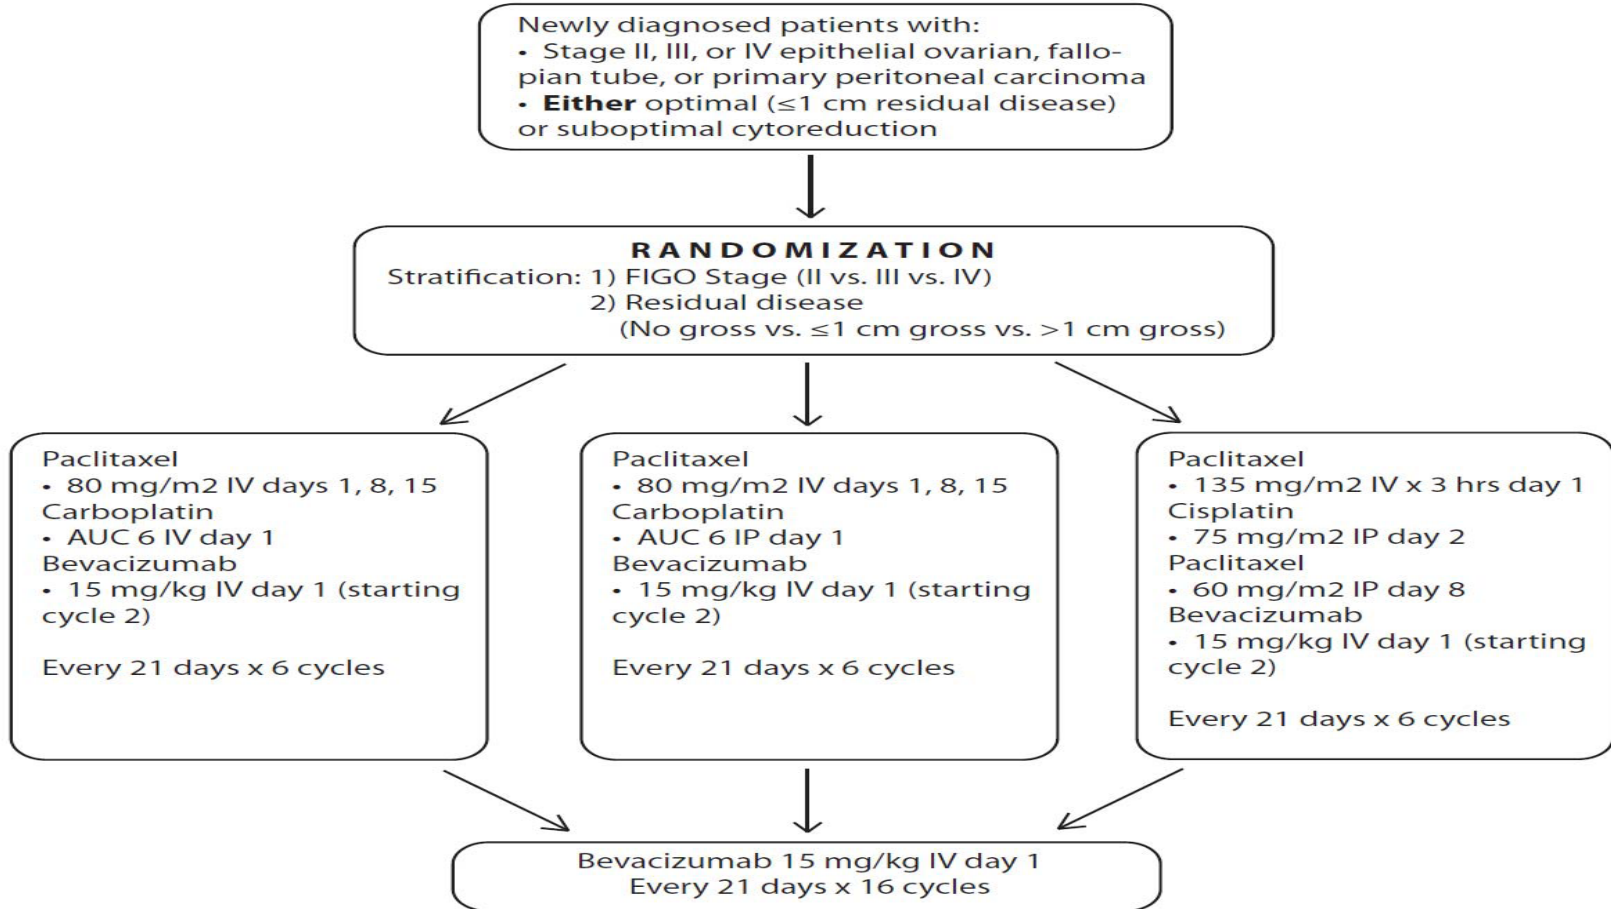 Newly diagnosed patients with:
• Stage II, III, or IV epithelial ovarian, fallo-
pian tube, or primary peritoneal carcinoma
• Either optimal (≤1 cm residual disease)
or suboptimal cytoreduction
RANDOMIZATION
Stratification: 1) FIGO Stage (II vs. III vs. IV)
2) Residual disease
(No gross vs. ≤1 cm gross vs. >1 cm gross)
Paclitaxel
• 80 mg/m2 IV days 1, 8, 15
Carboplatin
• AUC 6 IV day 1
Bevacizumab
• 15 mg/kg IV day 1 (starting
cycle 2)
Every 21 days x 6 cycles
Paclitaxel
• 80 mg/m2 IV days 1, 8, 15
Carboplatin
• AUC 6 IP day 1
Bevacizumab
• 15 mg/kg IV day 1 (starting
cycle 2)
Every 21 days x 6 cycles
Paclitaxel
• 135 mg/m2 IV x 3 hrs day 1
Cisplatin
• 75 mg/m2 IP day 2
Paclitaxel
• 60 mg/m2 IP day 8
Bevacizumab
• 15 mg/kg IV day 1 (starting
cycle 2)
Every 21 days x 6 cycles
Bevacizumab 15 mg/kg IV day 1
Every 21 days x 16 cycles